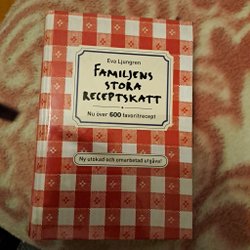 Eva Ljungren
FAMILJENS
STORA
RECEPTSKATT
Nu över 600 favoritrecept
Ny utökad och omarbetad utgåva!